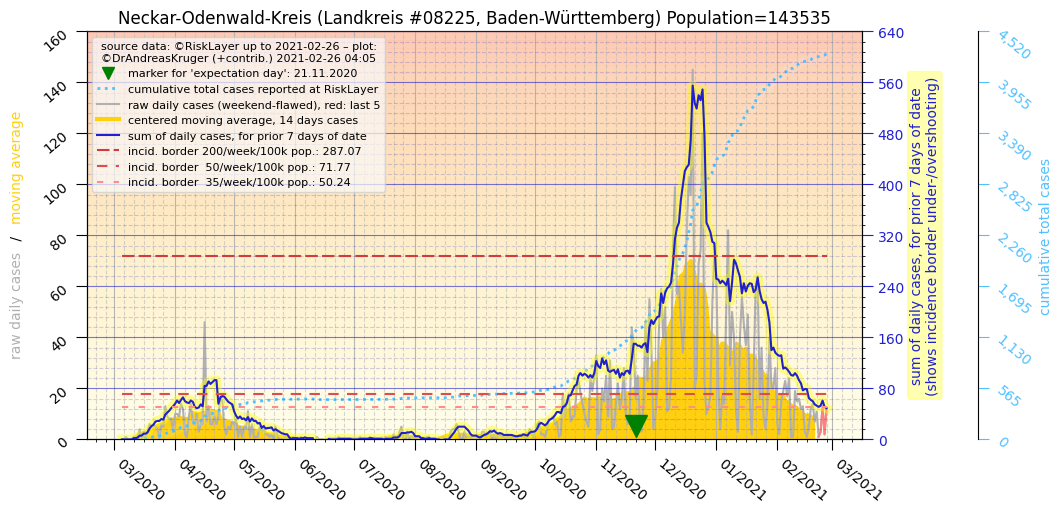 Neckar-Odenwald-Kreis (Landkreis #08225, Baden-Württemberg) Population=143535
source data: ©RiskLayer up to 2021-02-26 – plot:
©DrAndreasKruger (+contrib.) 2021-02-26 04:05
marker for 'expectation day': 21.11.2020
cumulative total cases reported at RiskLayer
raw daily cases (weekend-flawed), red: last 5
centered moving average, 14 days cases
sum of daily cases, for prior 7 days of date
incid. border 200/week/100k pop.: 287.07
incid. border  50/week/100k pop.: 71.77
incid. border  35/week/100k pop.: 50.24
raw daily cases  /  moving average
160
140
120
100
80
60
40
20
0
03/2020
04/2020
05/2020
06/2020
07/2020
08/2020
09/2020
10/2020
11/2020
12/2020
01/2021
02/2021
03/2021
640
560
480
400
320
240
160
80
0
sum of daily cases, for prior 7 days of date
(shows incidence border under-/overshooting)
4,520
3,955
3,390
2,825
2,260
1,695
1,130
565
0
cumulative total cases